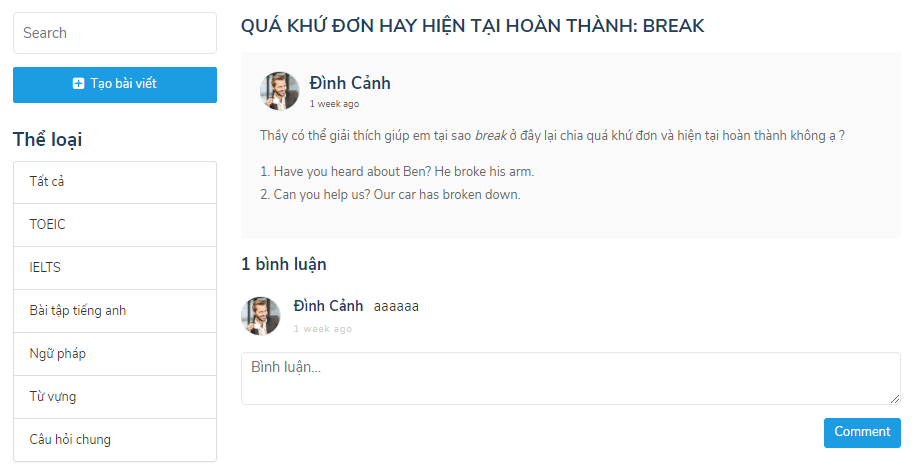 Search
Tạo bài viết
Thể loại
Tất cả
TOEIC
IELTS
Bài tập tiếng anh
Ngữ pháp
Từ vựng
Câu hỏi chung
QUÁ KHỨ ĐƠN HAY HIỆN TẠI HOÀN THÀNH: BREAK
Đình Cảnh
1 week ago
Thầy có thể giải thích giúp em tại sao break ở đây lại chia quá khứ đơn và hiện tại hoàn thành không ạ ?
1. Have you heard about Ben? He broke his arm.
2. Can you help us? Our car has broken down.
1 bình luận
Đình Cảnh aaaaaa
1 week ago
Bình luận...
Comment